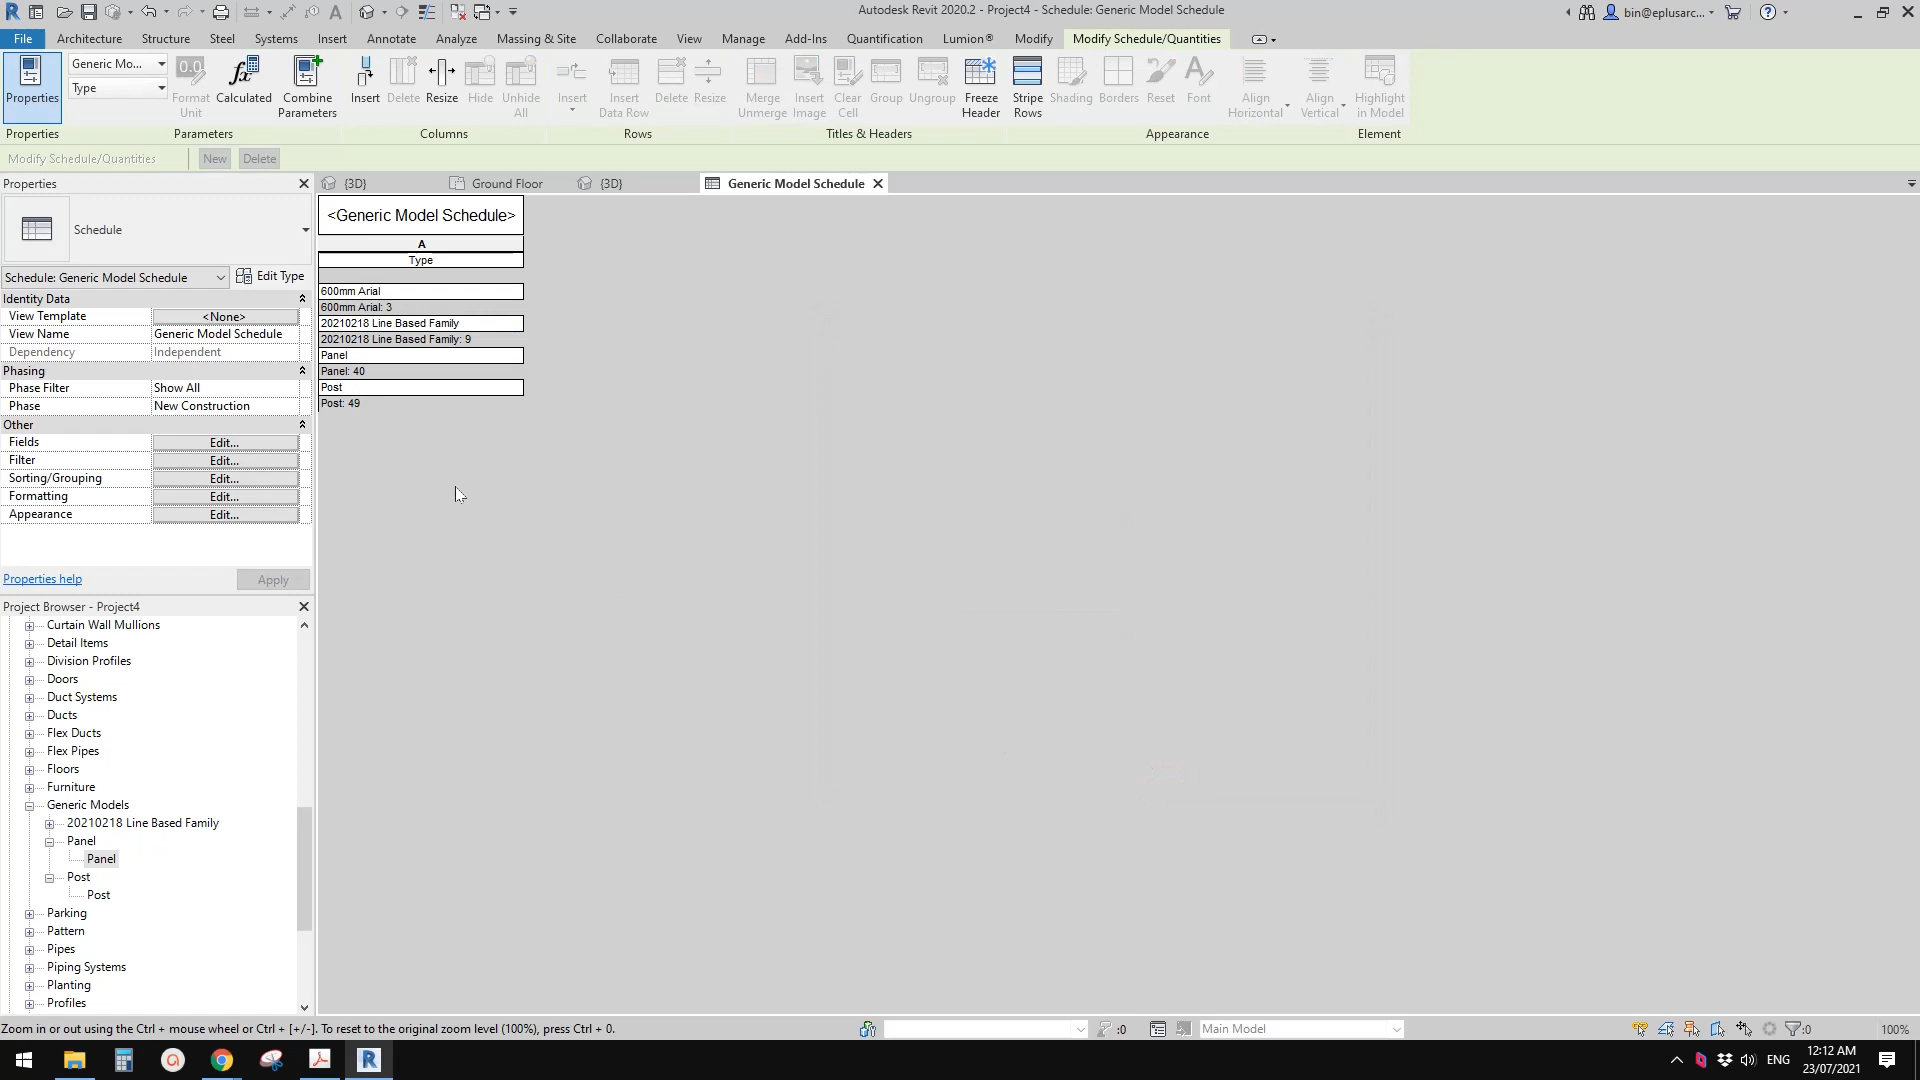 Autodesk Revit 2020.2 - Project4 - Schedule: Generic Model Schedule
bin@eplusarc...
File Architecture Structure Steel Systems Insert Annotate Analyze Massing & Site Collaborate View Manage Add-Ins Quantification Lumion® Modify Modify Schedule/Quantities
Generic Mo...
Type
Properties
Format Unit
Calculated
Combine Parameters
Insert
Delete
Resize
Hide
Unhide All
Insert
Insert Data Row
Delete
Resize
Merge Unmerge
Insert Image
Clear Cell
Group
Ungroup
Freeze Header
Stripe Rows
Shading
Borders
Reset
Font
Align Horizontal
Align Vertical
Highlight in Model
Properties Parameters Columns Rows Titles & Headers Appearance Element
Modify Schedule/Quantities New Delete
Properties
{3D} Ground Floor {3D} Generic Model Schedule
Schedule
Schedule: Generic Model Schedule Edit Type
Identity Data
View Template <None>
View Name Generic Model Schedule
Dependency Independent
Phasing
Phase Filter Show All
Phase New Construction
Other
Fields Edit...
Filter Edit...
Sorting/Grouping Edit...
Formatting Edit...
Appearance Edit...
Properties help Apply
<Generic Model Schedule>
A
Type
600mm Arial
600mm Arial: 3
20210218 Line Based Family
20210218 Line Based Family: 9
Panel
Panel: 40
Post
Post: 49
Project Browser - Project4
Curtain Wall Mullions
Detail Items
Division Profiles
Doors
Duct Systems
Ducts
Flex Ducts
Flex Pipes
Floors
Furniture
Generic Models
20210218 Line Based Family
Panel
Panel
Post
Post
Parking
Pattern
Pipes
Piping Systems
Planting
Profiles
Zoom in or out using the Ctrl + mouse wheel or Ctrl + [+/-]. To reset to the original zoom level (100%), press Ctrl + 0.
:0 Main Model :0 100%
ENG
12:12 AM
23/07/2021